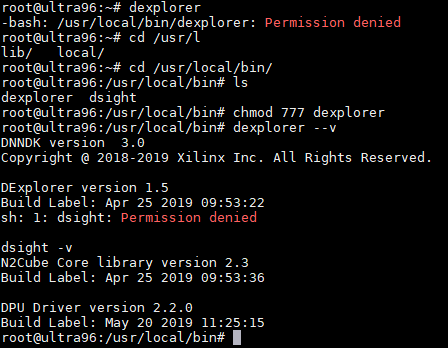 root@ultra96:~# dexplorer
-bash: /usr/local/bin/dexplorer: Permission denied
root@ultra96:~# cd /usr/l
lib/   local/
root@ultra96:~# cd /usr/local/bin/
root@ultra96:/usr/local/bin# ls
dexplorer  dsight
root@ultra96:/usr/local/bin# chmod 777 dexplorer
root@ultra96:/usr/local/bin# dexplorer --v
DNNDK version  3.0
Copyright @ 2018-2019 Xilinx Inc. All Rights Reserved.
DExplorer version 1.5
Build Label: Apr 25 2019 09:53:22
sh: 1: dsight: Permission denied
dsight -v
N2Cube Core library version 2.3
Build Label: Apr 25 2019 09:53:36
DPU Driver version 2.2.0
Build Label: May 20 2019 11:25:15
root@ultra96:/usr/local/bin#